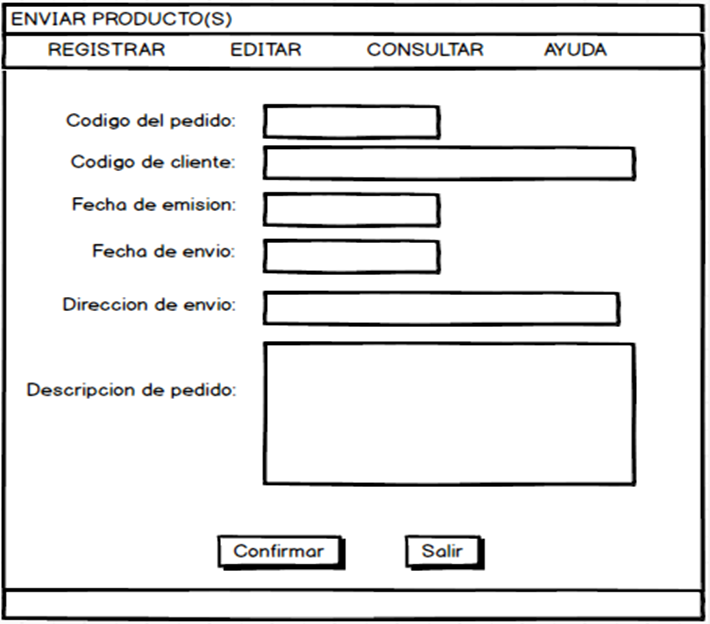 ENVIAR PRODUCTO(S)
REGISTRAR EDITAR CONSULTAR AYUDA
Codigo del pedido:
Codigo de cliente:
Fecha de emision:
Fecha de envio:
Direccion de envio:
Descripcion de pedido:
Confirmar Salir